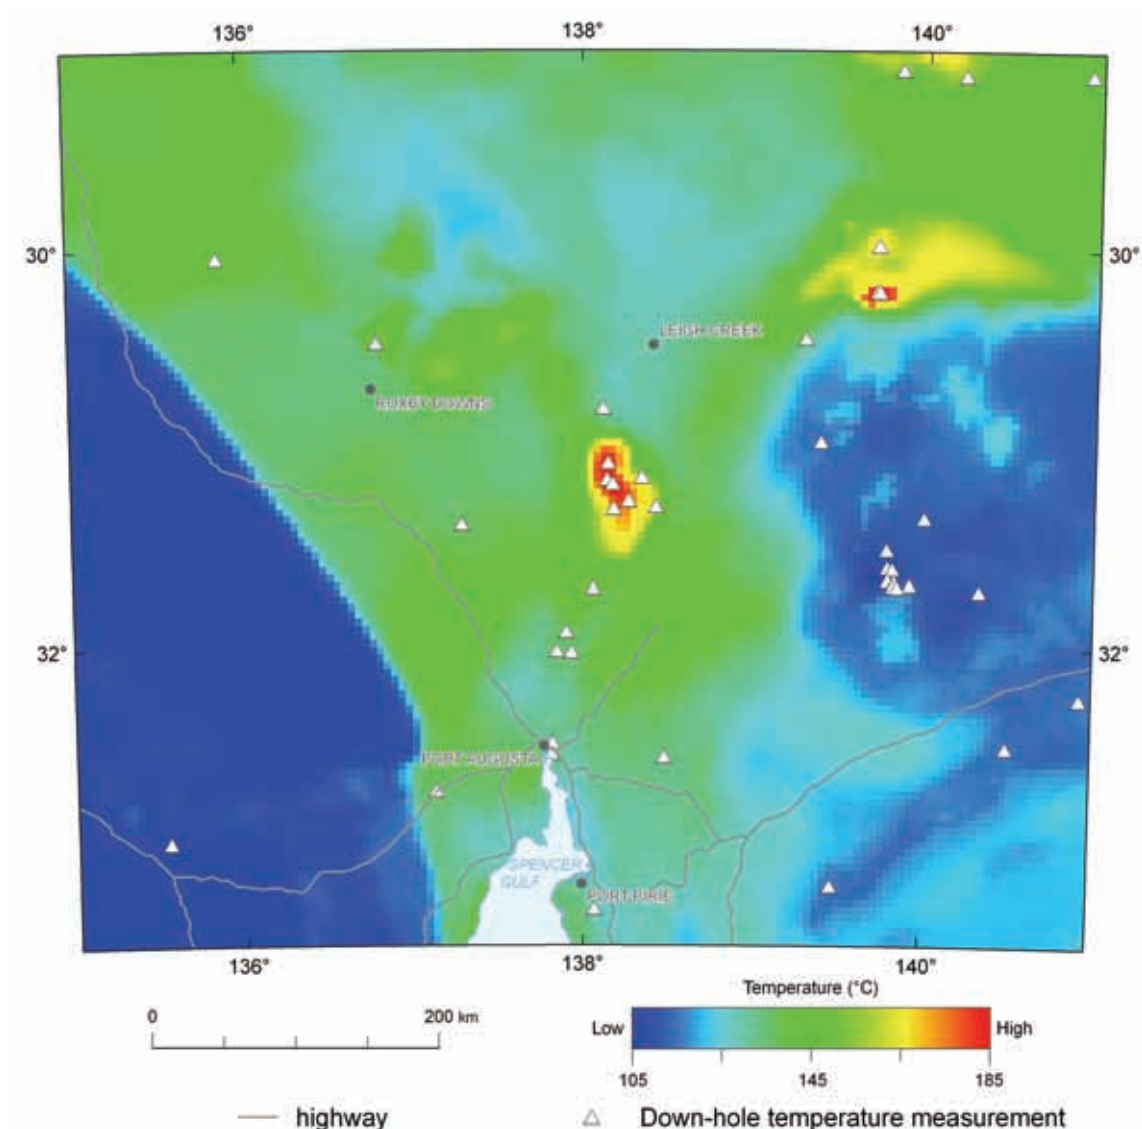 136° 138° 140°
30° 30°
LEIGH CREEK
ROXBY DOWNS
32° 32°
PORT AUGUSTA
SPENCER
GULF
PORT PIRIE
136° 138° 140°
Temperature (°C)
0 200 km
Low High
105 145 185
highway Down-hole temperature measurement